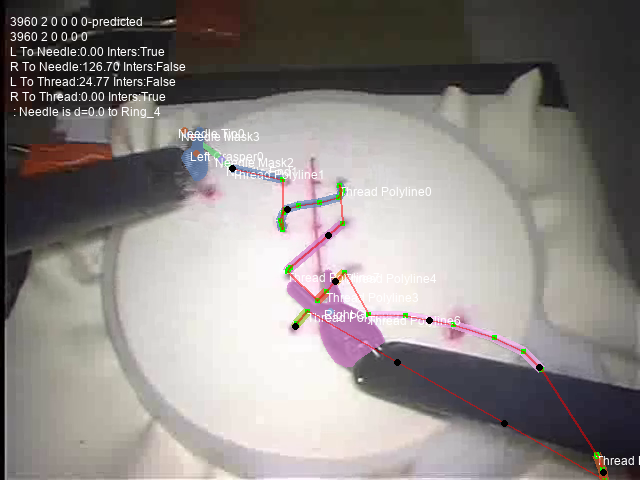 3960 2 0 0 0 0-predicted
3960 2 0 0 0 0
L To Needle:0.00 Inters:True
R To Needle:126.70 Inters:False
L To Thread:24.77 Inters:False
R To Thread:0.00 Inters:True
: Needle is d=0.0 to Ring_4
Needle Tip0
Needle Mask3
Left Grasper0
Needle Mask2
Thread Polyline1
Thread Polyline0
Thread Polyline4
Thread Polyline3
Thread Polyline6